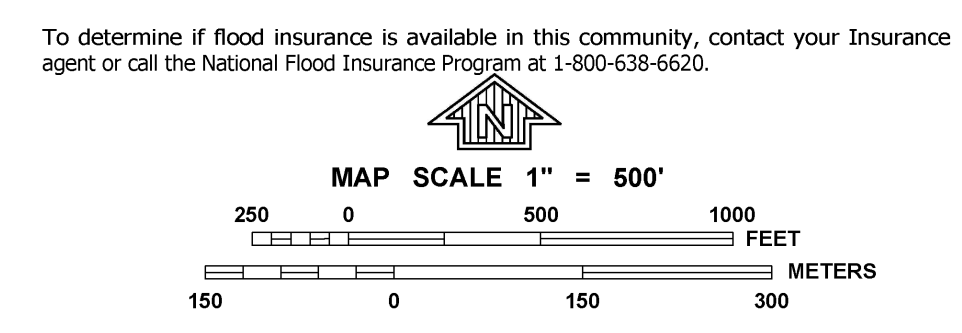 To determine if flood insurance is available in this community, contact your Insurance
agent or call the National Flood Insurance Program at 1-800-638-6620.
N
MAP SCALE 1" = 500'
250 0 500 1000
FEET
METERS
150 0 150 300